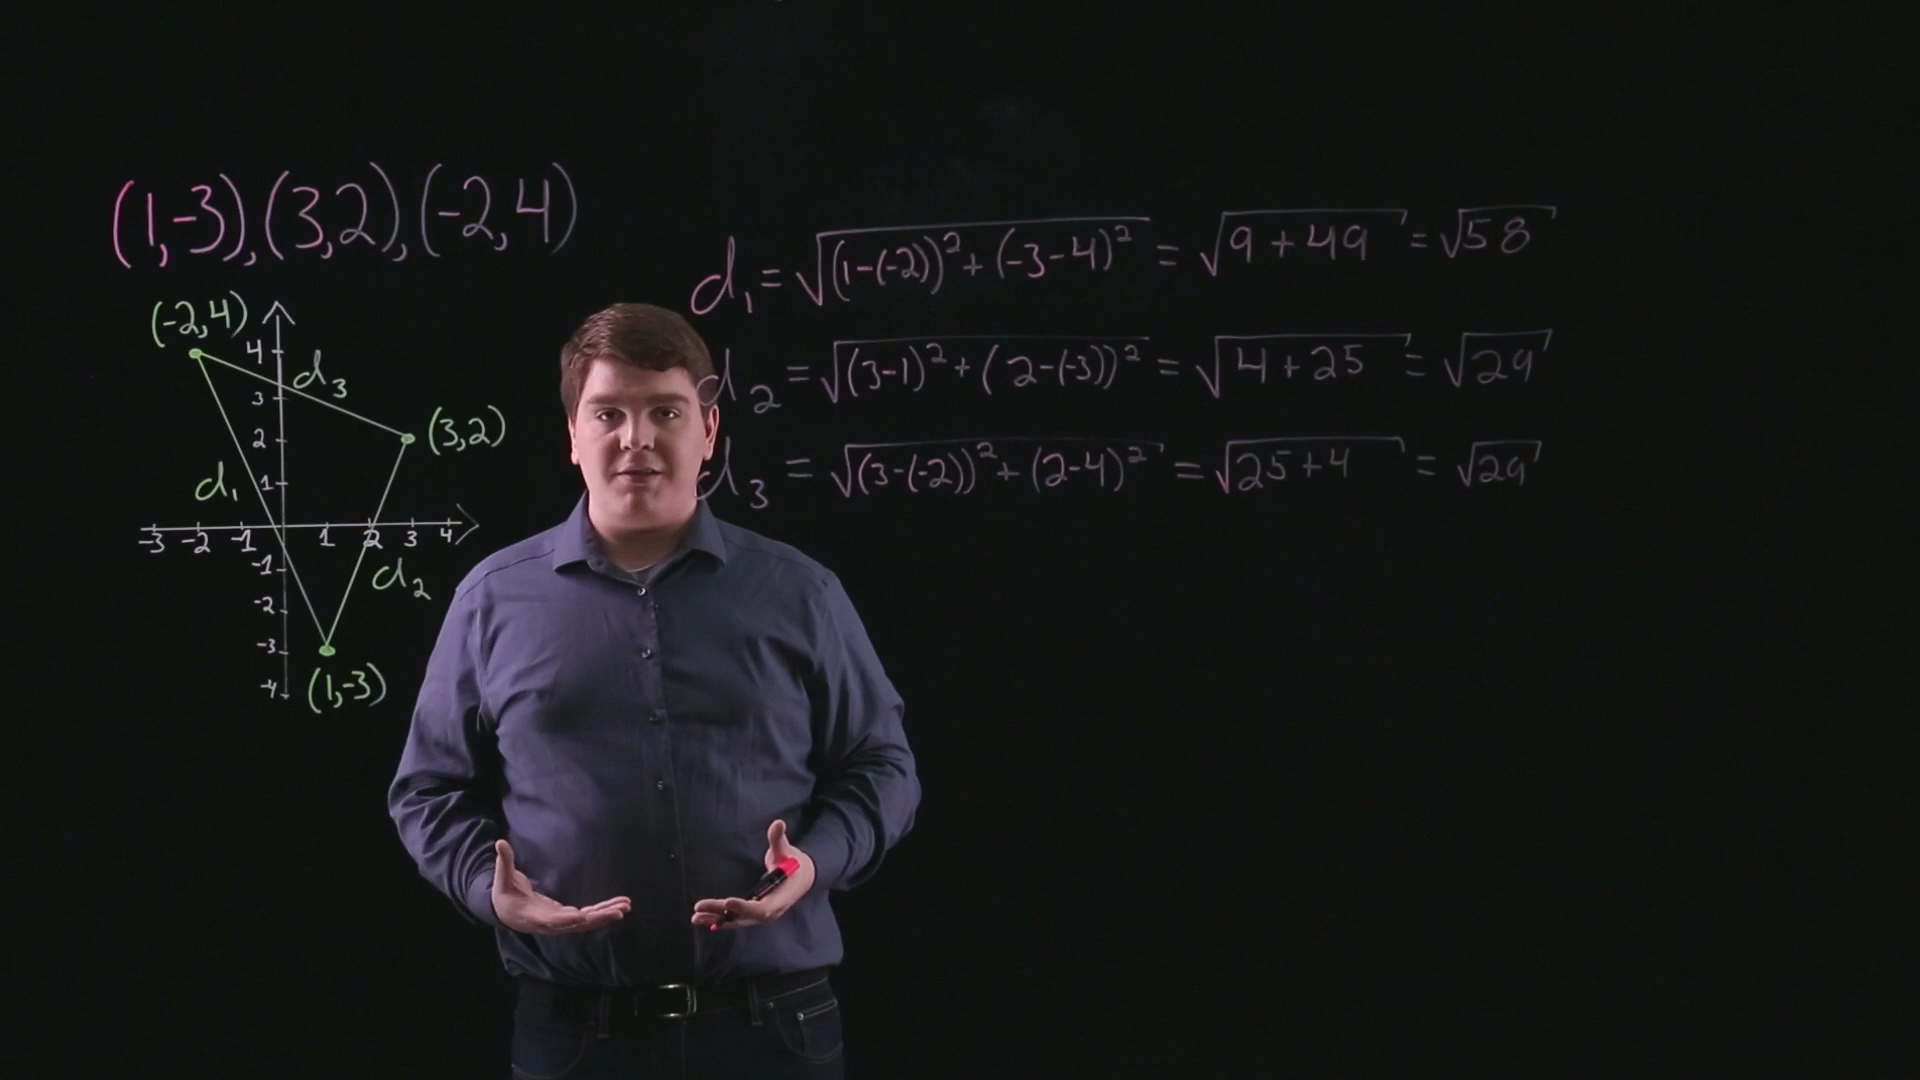 (1,-3),(3,2),(-2,4)
d₁ = √((1-(-2))² + (-3-4)²) = √(9+49) = √58
d₂ = √((3-1)² + (2-(-3))²) = √(4+25) = √29
d₃ = √((3-(-2))² + (2-4)²) = √(25+4) = √29
(-2,4)
4
d₃
3
2
(3,2)
d₁
1
-3 -2 -1 1 2 3 4
-1
d₂
-2
-3
-4
(1,-3)